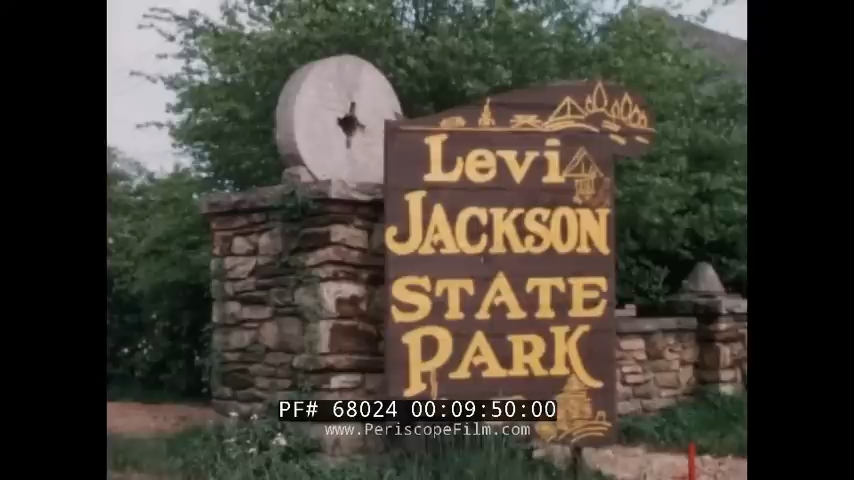 Levi
JACKSON
STATE
PARK
PF# 68024 00:09:50:00
www.PeriscopeFilm.com